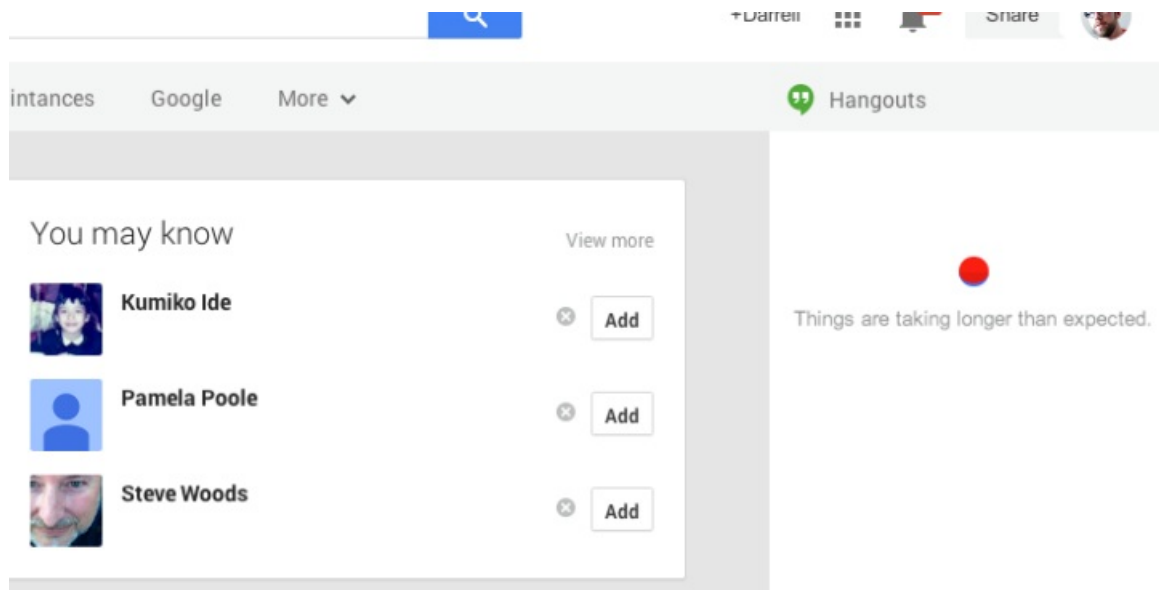 +Darrell Share
intances Google More Hangouts
You may know View more
Kumiko Ide
Add
Things are taking longer than expected.
Pamela Poole
Add
Steve Woods
Add